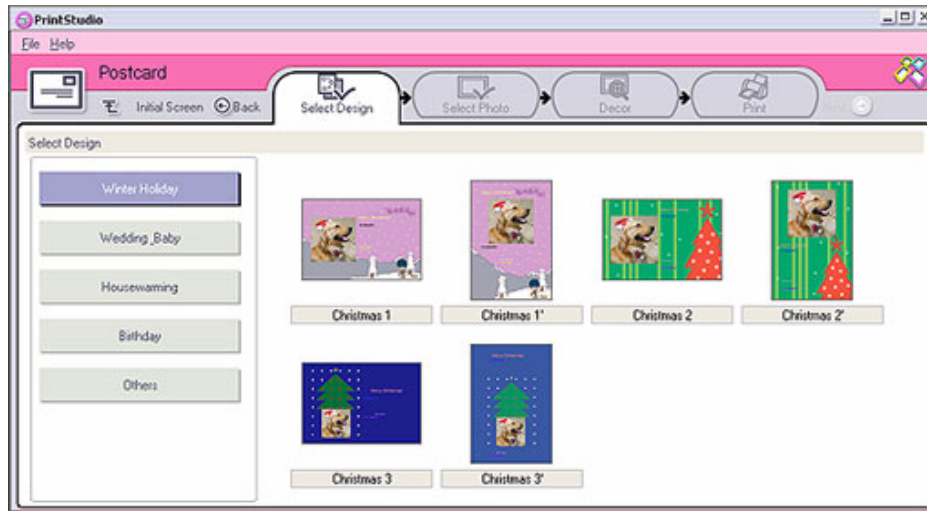 PrintStudio
File Help
Postcard
Initial Screen Back
Select Design
Select Photo
Decor
Print
Select Design
Winter Holiday
Wedding_Baby
Housewarming
Birthday
Others
Christmas 1
Christmas 1'
Christmas 2
Christmas 2'
Christmas 3
Christmas 3'